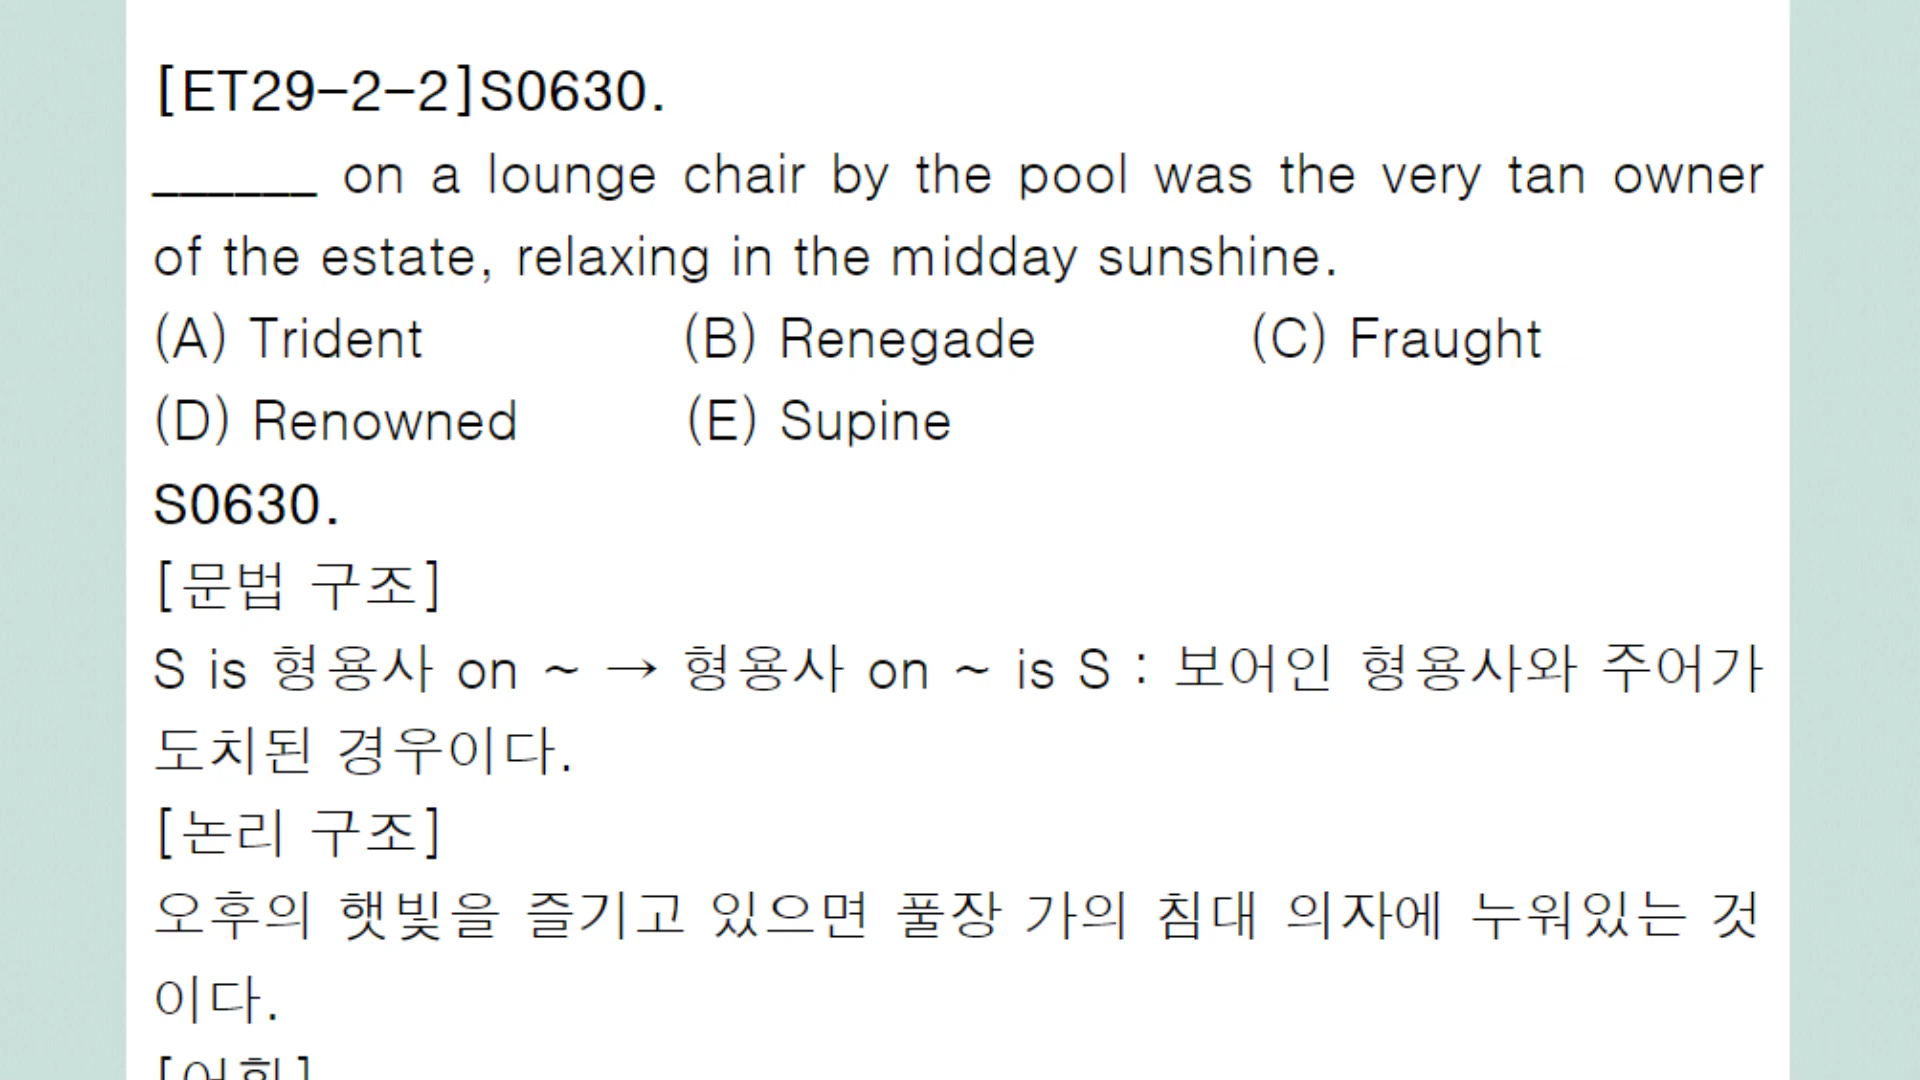 [ET29-2-2]S0630.
______ on a lounge chair by the pool was the very tan owner
of the estate, relaxing in the midday sunshine.
(A) Trident (B) Renegade (C) Fraught
(D) Renowned (E) Supine
S0630.
[문법 구조]
S is 형용사 on ~ → 형용사 on ~ is S : 보어인 형용사와 주어가
도치된 경우이다.
[논리 구조]
오후의 햇빛을 즐기고 있으면 풀장 가의 침대 의자에 누워있는 것
이다.
[어휘]